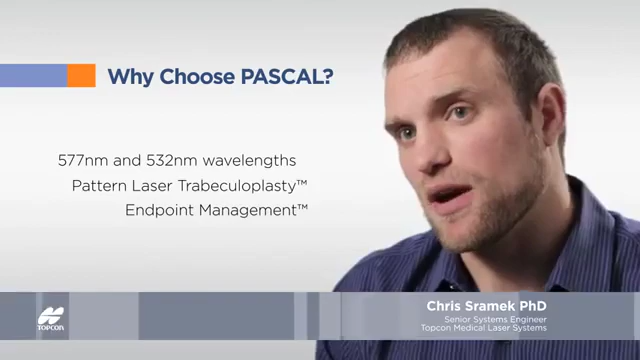 Why Choose PASCAL?
577nm and 532nm wavelengths
Pattern Laser Trabeculoplasty™
Endpoint Management™
TOPCON
Chris Sramek PhD
Senior Systems Engineer
Topcon Medical Laser Systems